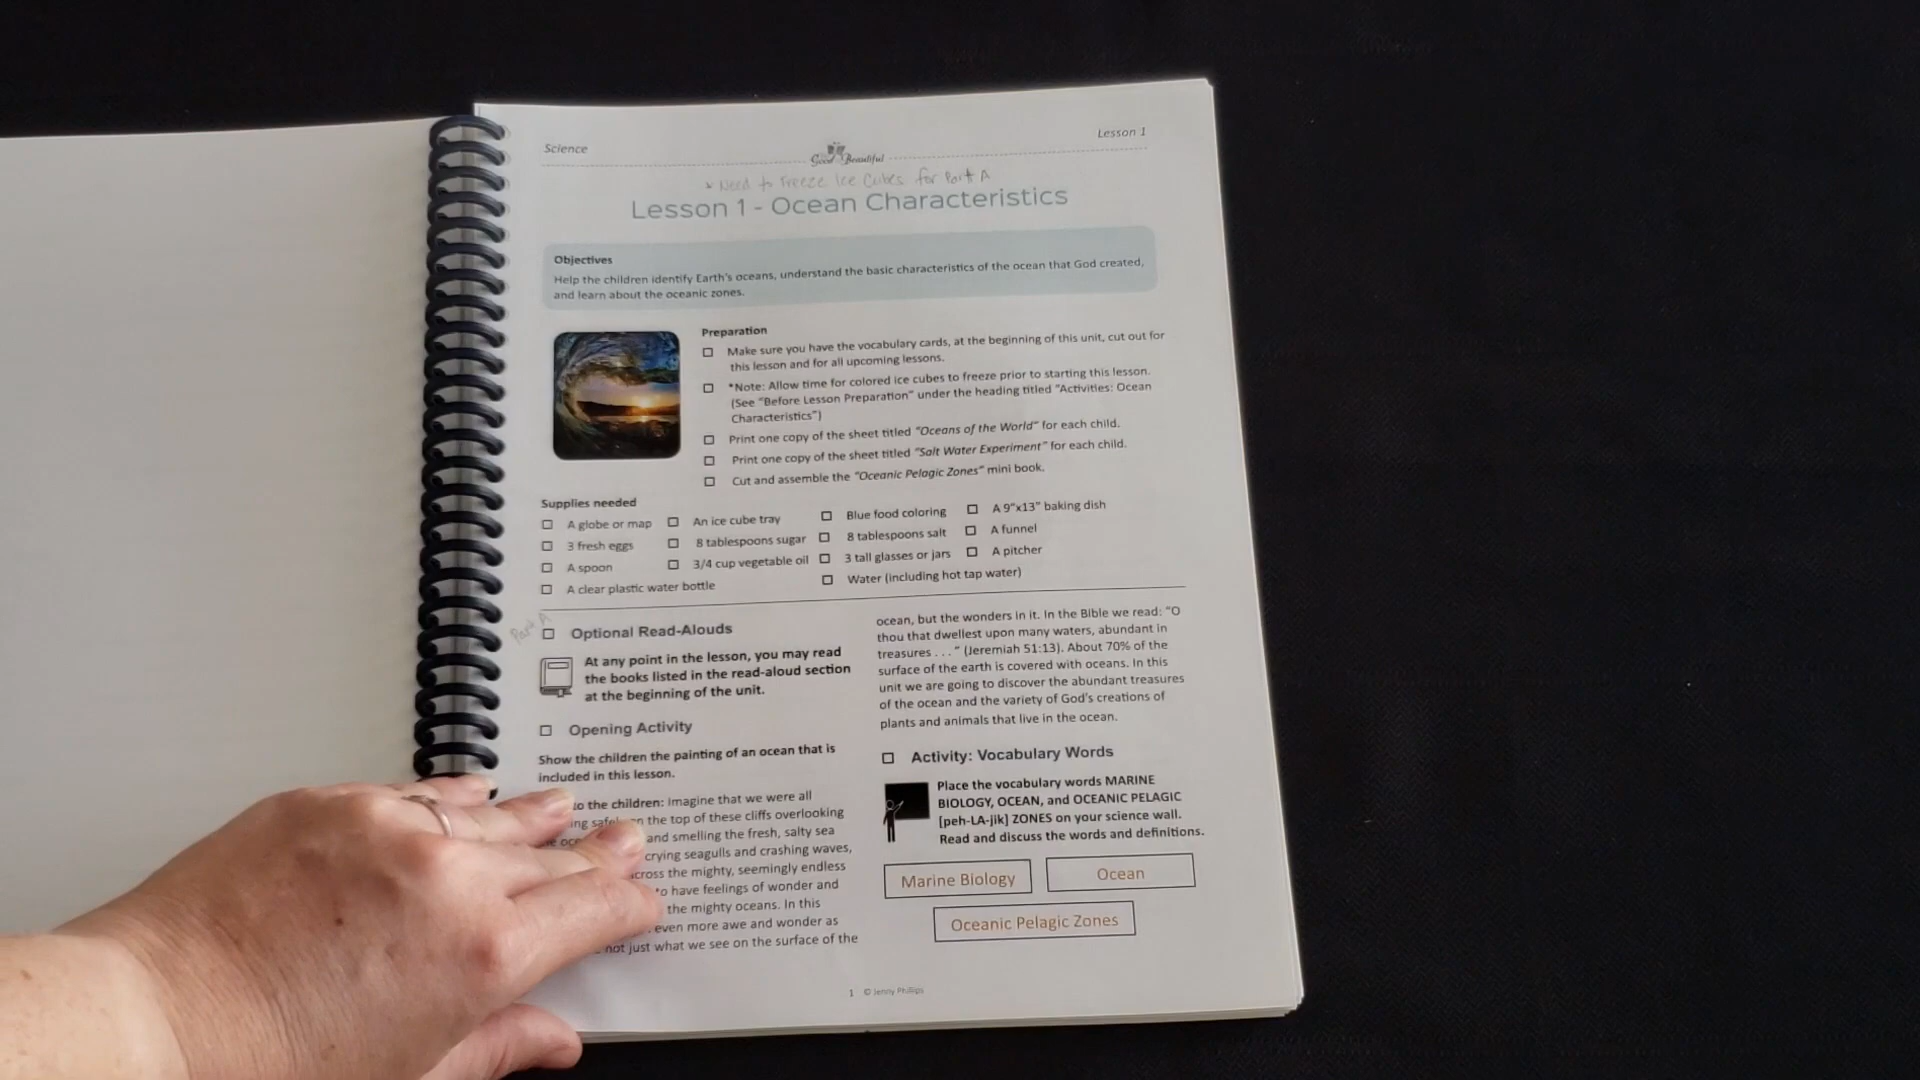 Science
Lesson 1
Good Beautiful
* Need to Freeze Ice Cubes for Part A
Lesson 1 - Ocean Characteristics
Objectives
Help the children identify Earth's oceans, understand the basic characteristics of the ocean that God created,
and learn about the oceanic zones.
Preparation
Make sure you have the vocabulary cards, at the beginning of this unit, cut out for
this lesson and for all upcoming lessons.
*Note: Allow time for colored ice cubes to freeze prior to starting this lesson.
(See "Before Lesson Preparation" under the heading titled "Activities: Ocean
Characteristics")
Print one copy of the sheet titled "Oceans of the World" for each child.
Print one copy of the sheet titled "Salt Water Experiment" for each child.
Cut and assemble the "Oceanic Pelagic Zones" mini book.
Supplies needed
A globe or map An ice cube tray Blue food coloring A 9"x13" baking dish
3 fresh eggs 8 tablespoons sugar 8 tablespoons salt A funnel
A spoon 3/4 cup vegetable oil 3 tall glasses or jars A pitcher
A clear plastic water bottle Water (including hot tap water)
Part A
Optional Read-Alouds
At any point in the lesson, you may read
the books listed in the read-aloud section
at the beginning of the unit.
Opening Activity
Show the children the painting of an ocean that is
included in this lesson.
to the children: Imagine that we were all
on the top of these cliffs overlooking
and smelling the fresh, salty sea
crying seagulls and crashing waves,
the mighty, seemingly endless
to have feelings of wonder and
the mighty oceans. In this
even more awe and wonder as
not just what we see on the surface of the
ocean, but the wonders in it. In the Bible we read: "O
thou that dwellest upon many waters, abundant in
treasures . . . " (Jeremiah 51:13). About 70% of the
surface of the earth is covered with oceans. In this
unit we are going to discover the abundant treasures
of the ocean and the variety of God's creations of
plants and animals that live in the ocean.
Activity: Vocabulary Words
Place the vocabulary words MARINE
BIOLOGY, OCEAN, and OCEANIC PELAGIC
[peh-LA-jik] ZONES on your science wall.
Read and discuss the words and definitions.
Marine Biology
Ocean
Oceanic Pelagic Zones
1 © Jenny Phillips